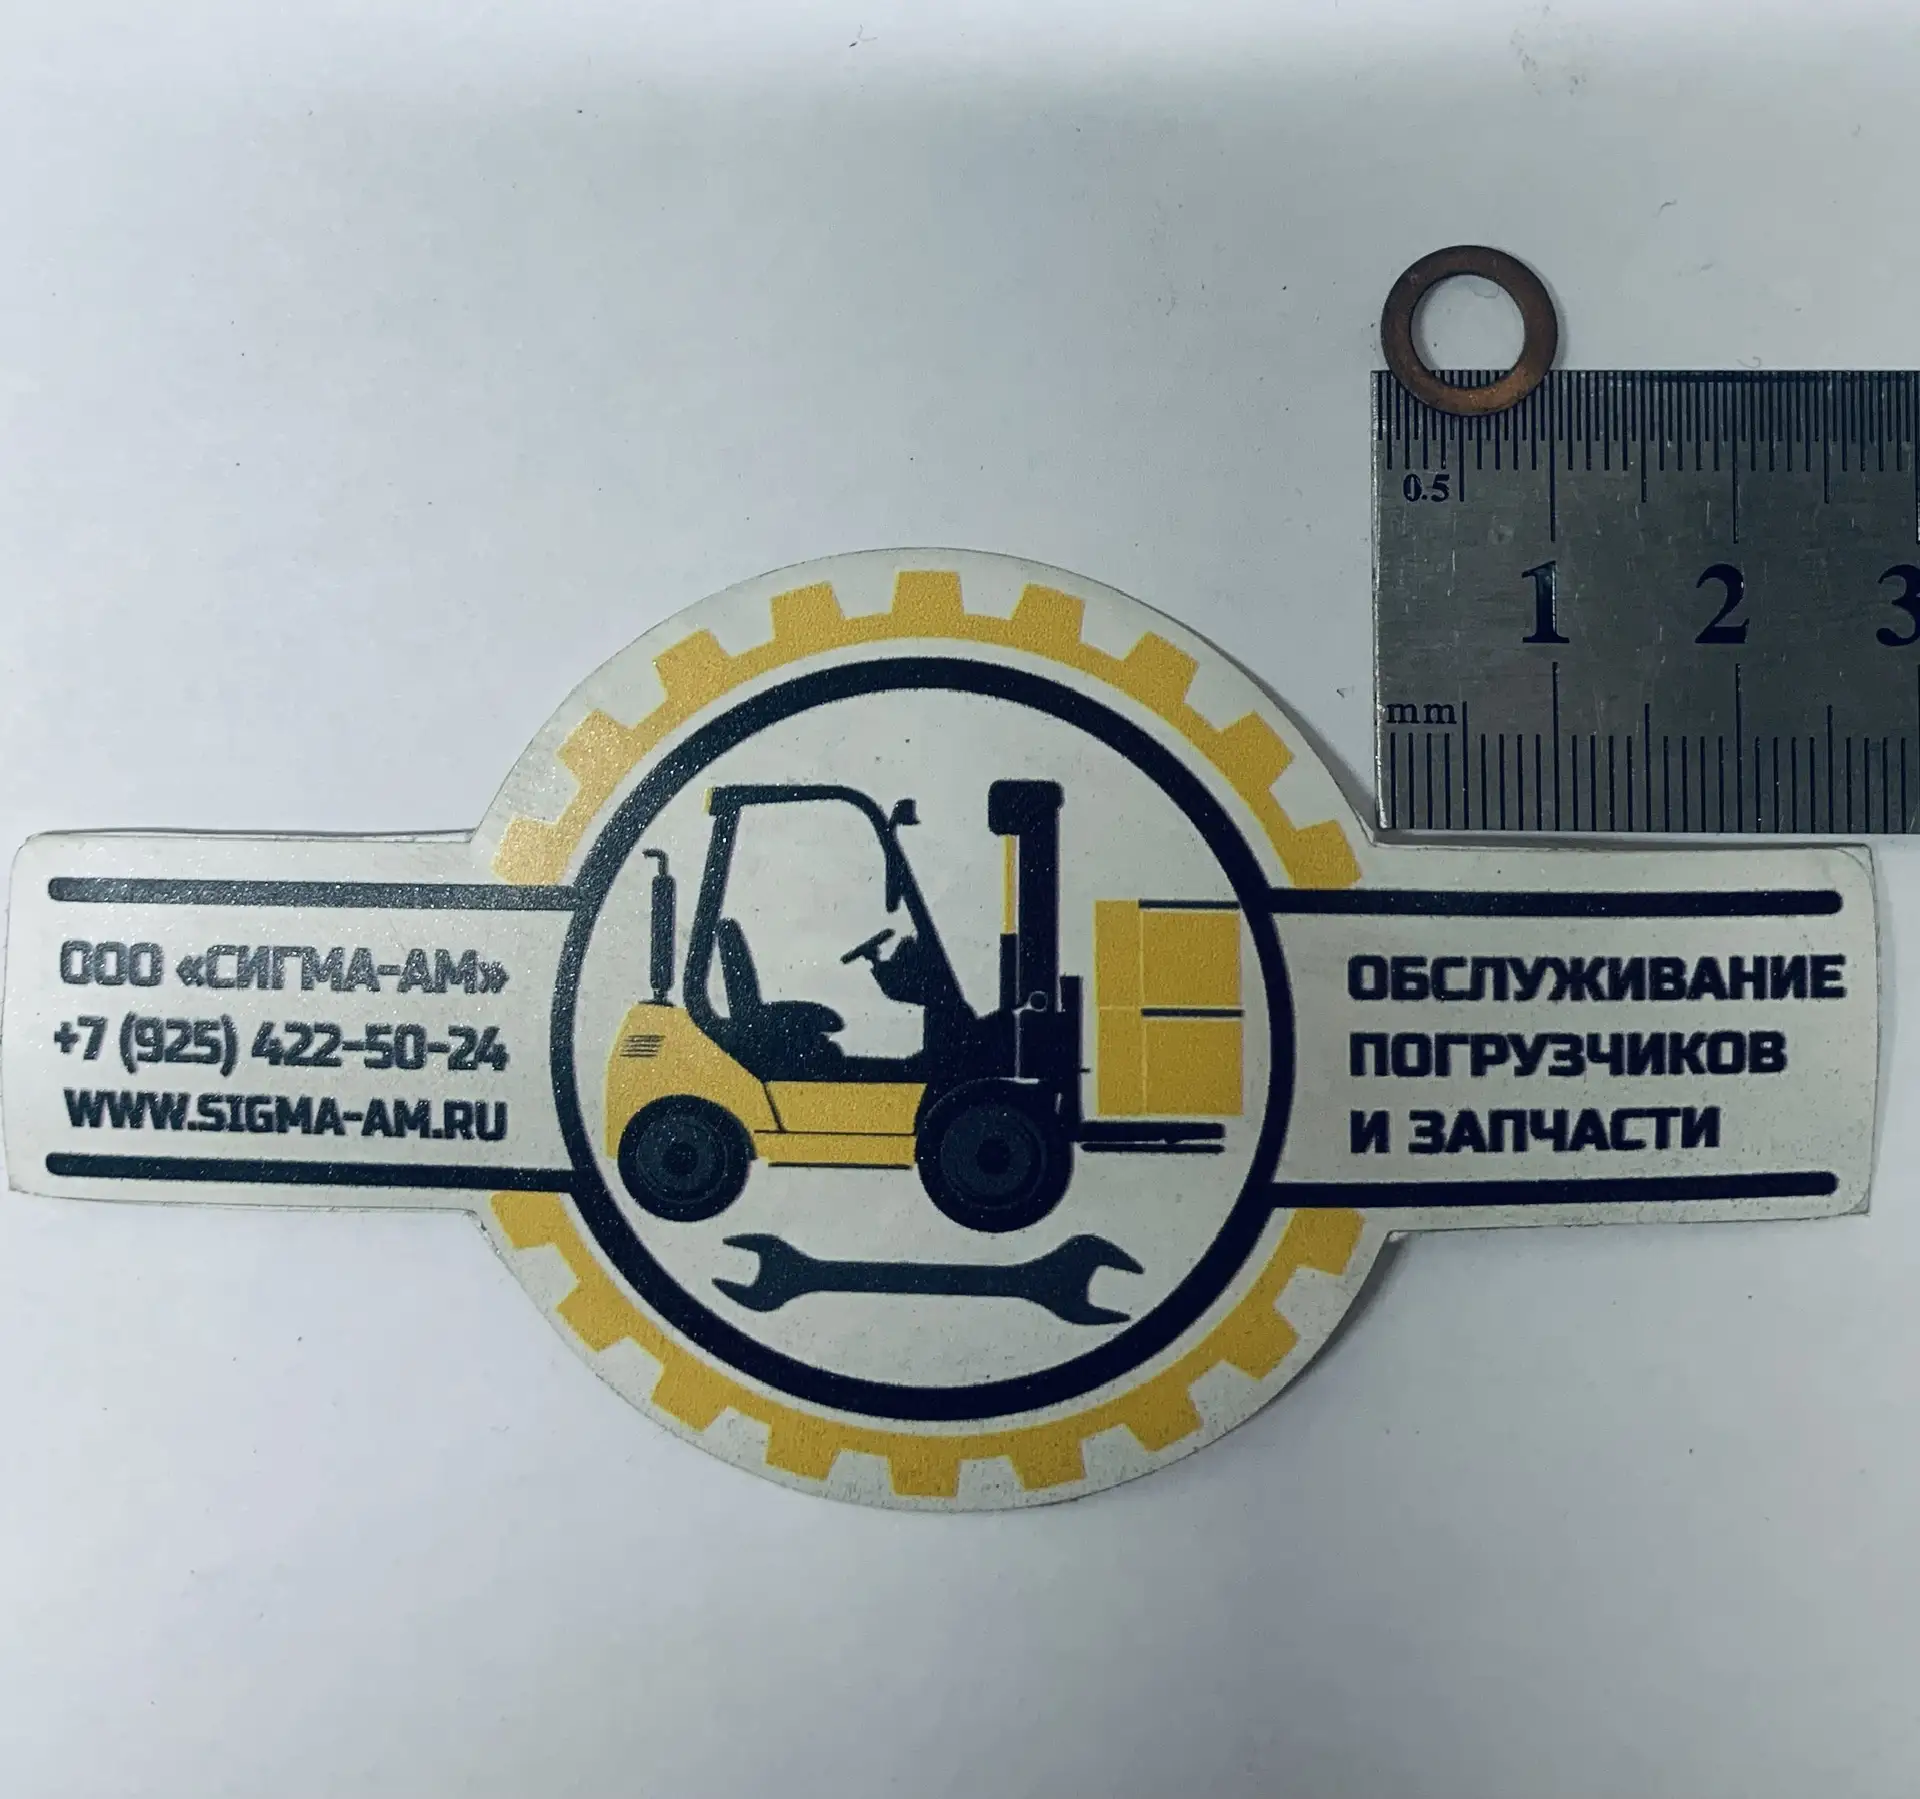 0.5
1 2 3
mm
ООО «СИГМА-АМ»
+7 (925) 422-50-24
WWW.SIGMA-AM.RU
ОБСЛУЖИВАНИЕ
ПОГРУЗЧИКОВ
И ЗАПЧАСТИ